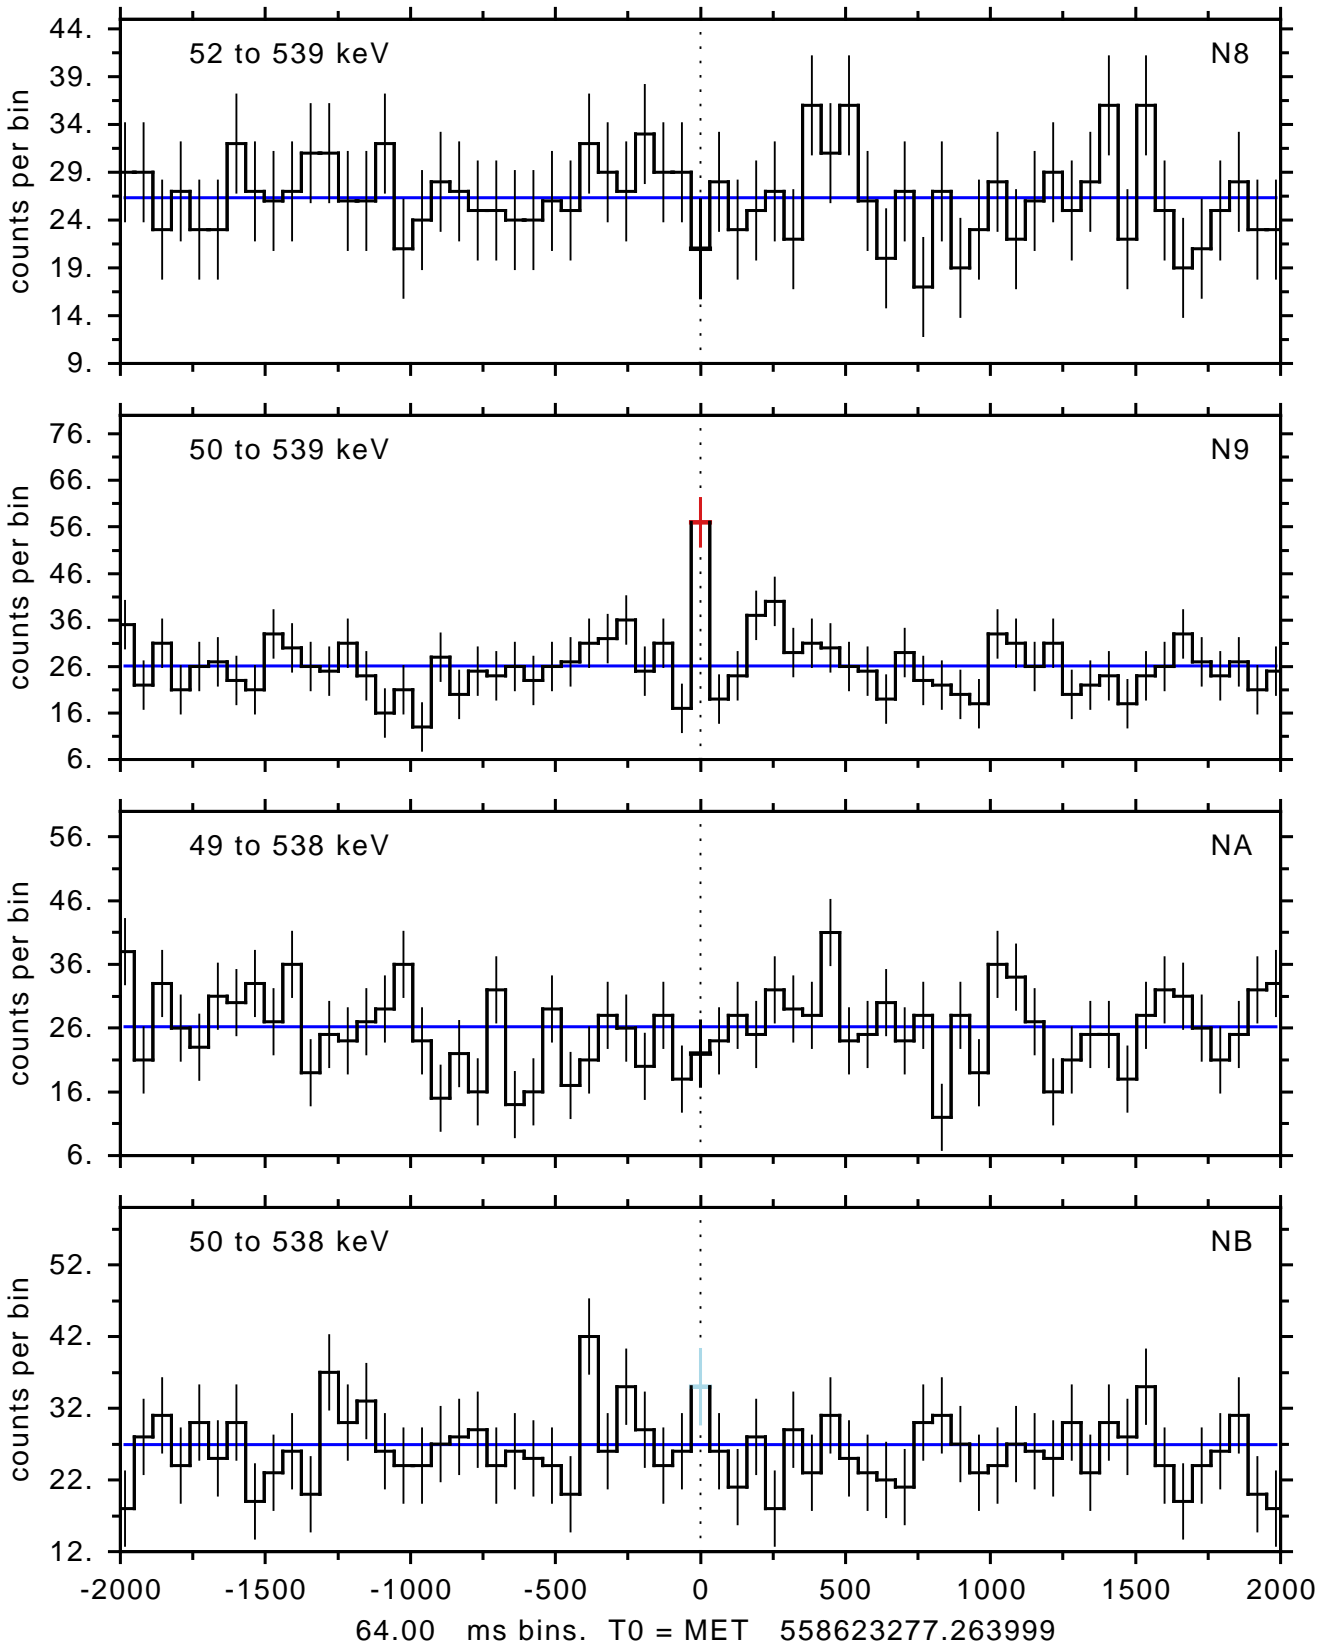 52 to 539 keV N8
44.
39.
34.
29.
24.
19.
14.
9.
counts per bin
50 to 539 keV N9
76.
66.
56.
46.
36.
26.
16.
6.
counts per bin
49 to 538 keV NA
56.
46.
36.
26.
16.
6.
counts per bin
50 to 538 keV NB
52.
42.
32.
22.
12.
counts per bin
-2000 -1500 -1000 -500 0 500 1000 1500 2000
64.00 ms bins. T0 = MET 558623277.263999